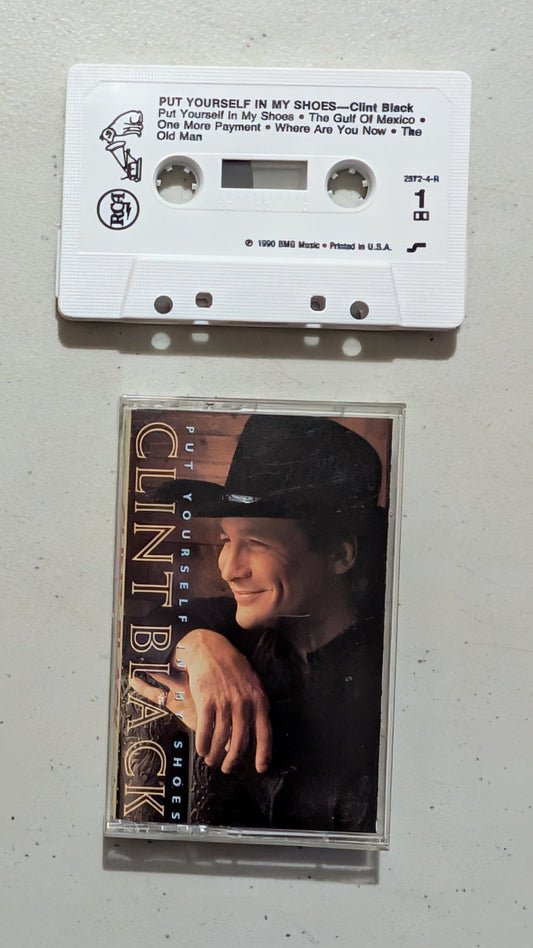 PUT YOURSELF IN MY SHOES—Clint Black
Put Yourself In My Shoes • The Gulf Of Mexico •
One More Payment • Where Are You Now • The
Old Man
2372-4-R
1
RCA
℗ 1990 BMG Music • Printed in U.S.A.
PUT YOURSELF IN MY SHOES
CLINT BLACK